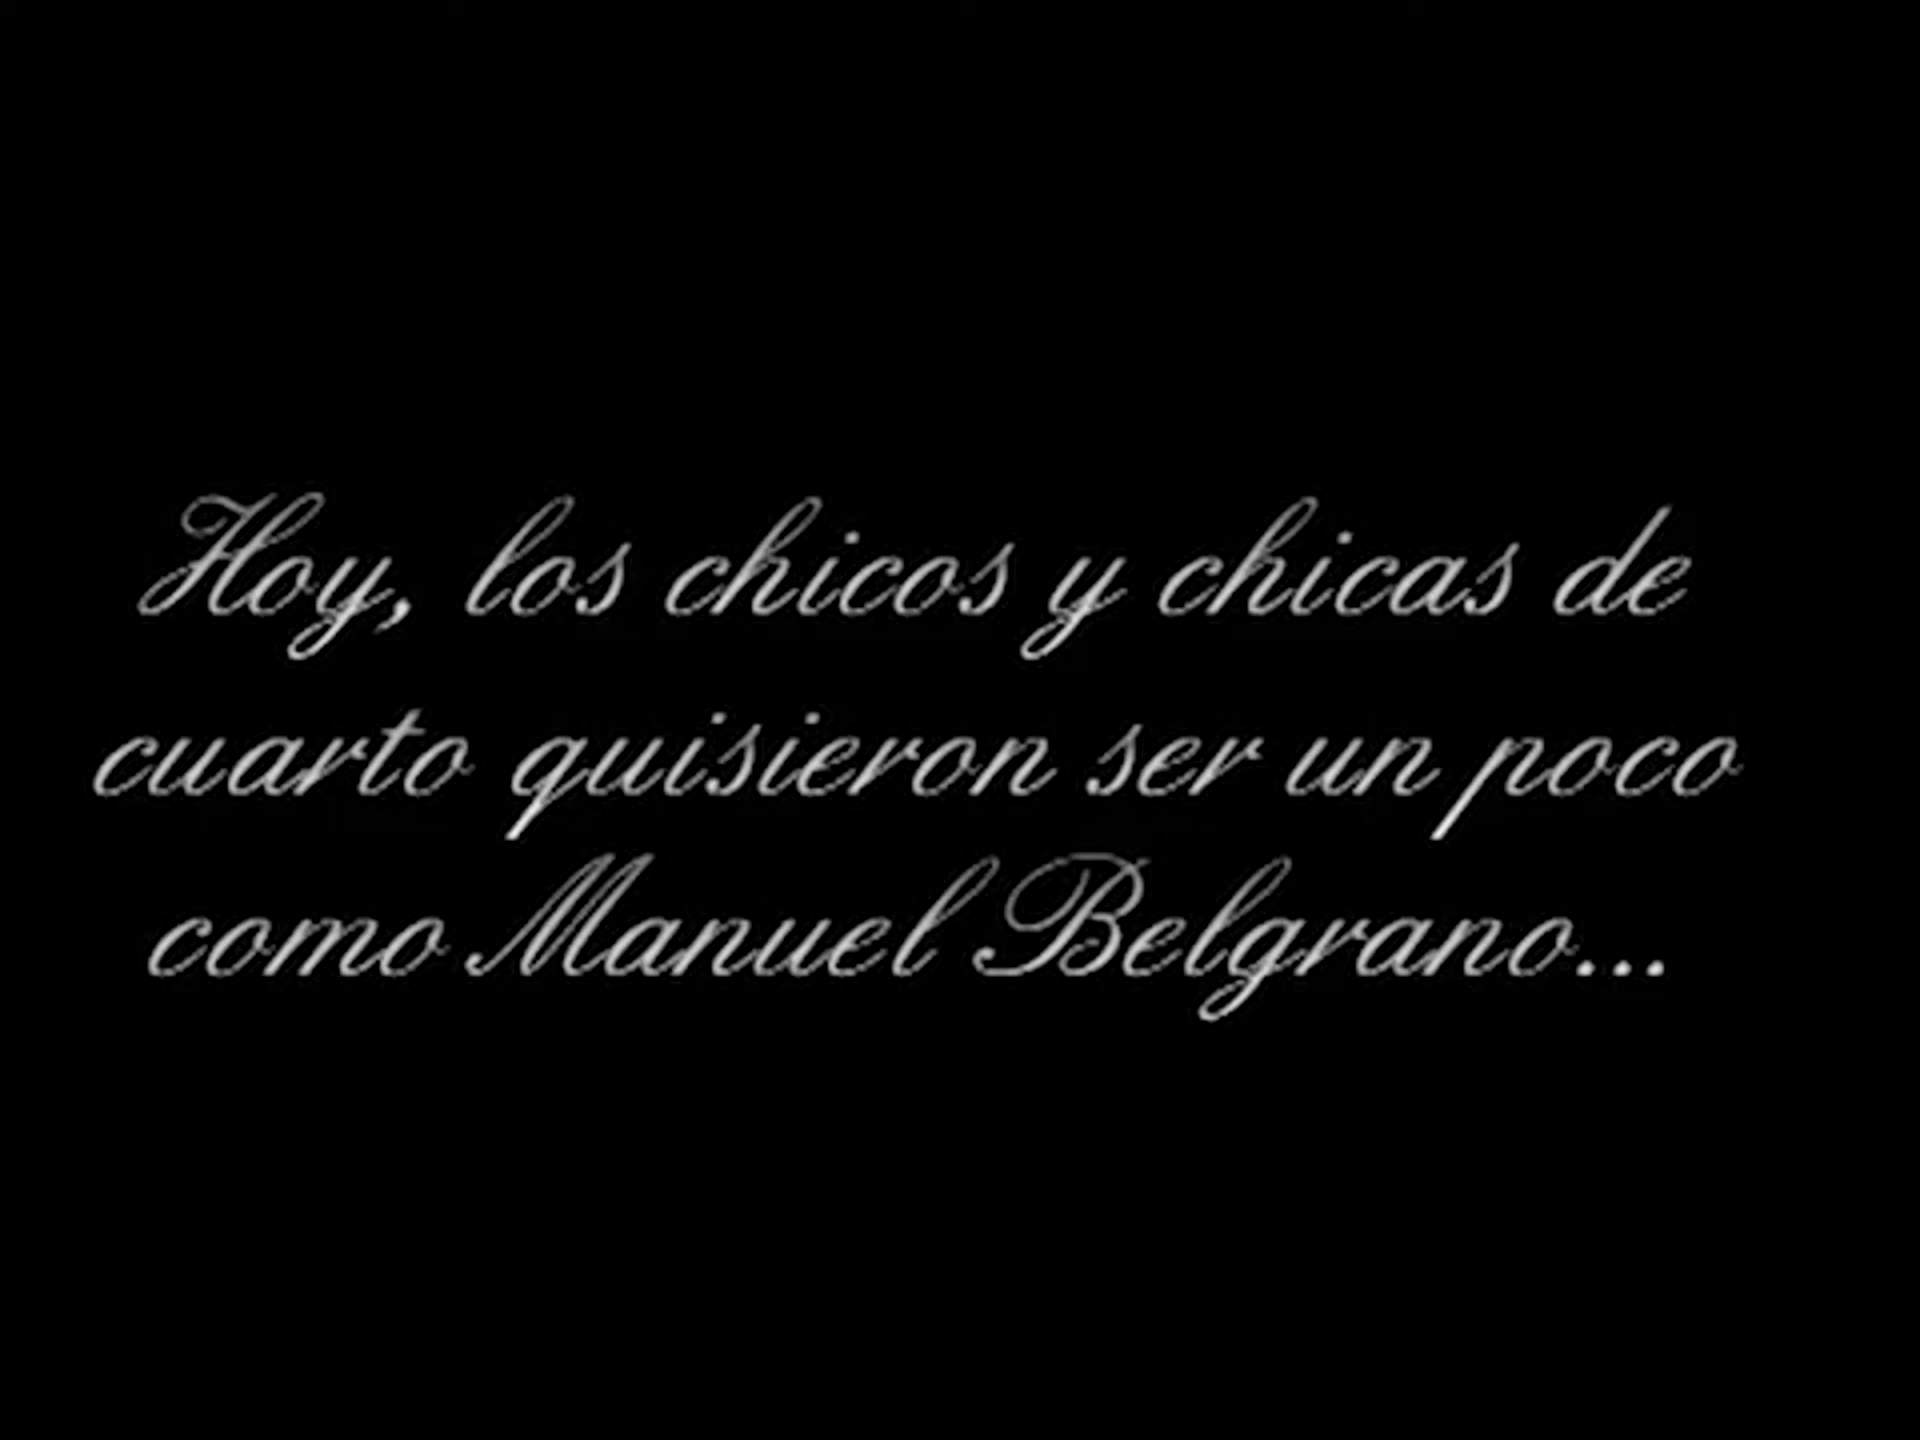 Hoy, los chicos y chicas de
cuarto quisieron ser un poco
como Manuel Belgrano...